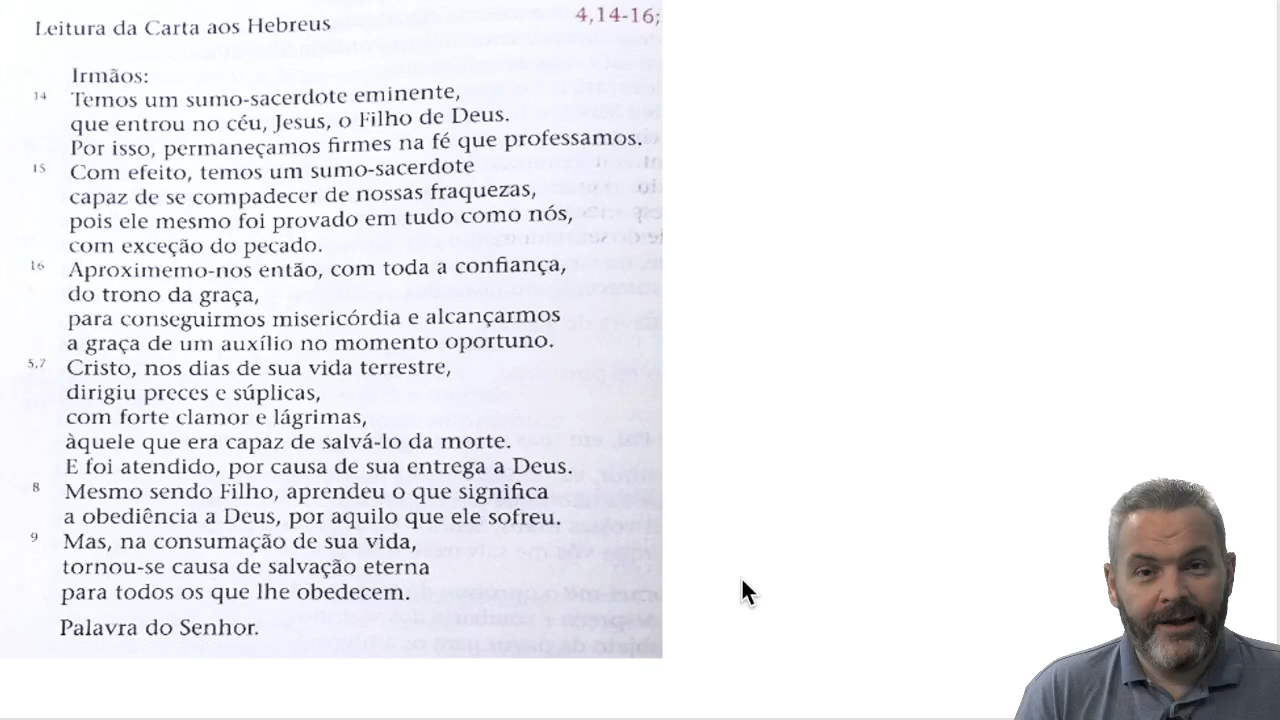 Leitura da Carta aos Hebreus 4,14-16;
Irmãos:
14 Temos um sumo-sacerdote eminente,
que entrou no céu, Jesus, o Filho de Deus.
Por isso, permaneçamos firmes na fé que professamos.
15 Com efeito, temos um sumo-sacerdote
capaz de se compadecer de nossas fraquezas,
pois ele mesmo foi provado em tudo como nós,
com exceção do pecado.
16 Aproximemo-nos então, com toda a confiança,
do trono da graça,
para conseguirmos misericórdia e alcançarmos
a graça de um auxílio no momento oportuno.
5,7 Cristo, nos dias de sua vida terrestre,
dirigiu preces e súplicas,
com forte clamor e lágrimas,
àquele que era capaz de salvá-lo da morte.
E foi atendido, por causa de sua entrega a Deus.
8 Mesmo sendo Filho, aprendeu o que significa
a obediência a Deus, por aquilo que ele sofreu.
9 Mas, na consumação de sua vida,
tornou-se causa de salvação eterna
para todos os que lhe obedecem.
Palavra do Senhor.